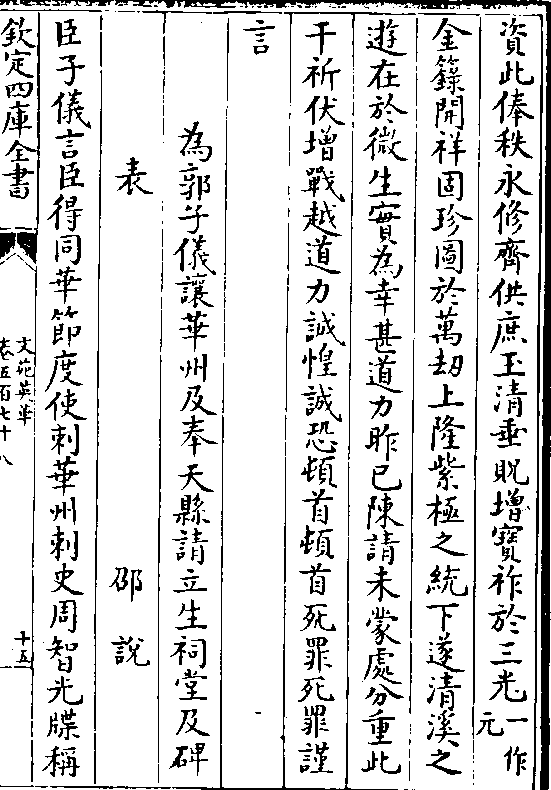 資此俸秩永修齋供庶玉清垂貺增寶祚於三光一作元
金籙開祥固珍圖於萬劫上隆紫極之統下遂清溪之
遊在於微生實為幸甚道力昨已陳請未蒙處分重此
干祈伏增戰越道力誠惶誠恐頓首頓首死罪死罪謹
言
為郭子儀讓華州及奉天縣請立生祠堂及碑
表 邵說
臣子儀言臣得同華節度使刺華州刺史周智光牒稱
欽定四庫全書
文苑英華
卷五百七十八
十五